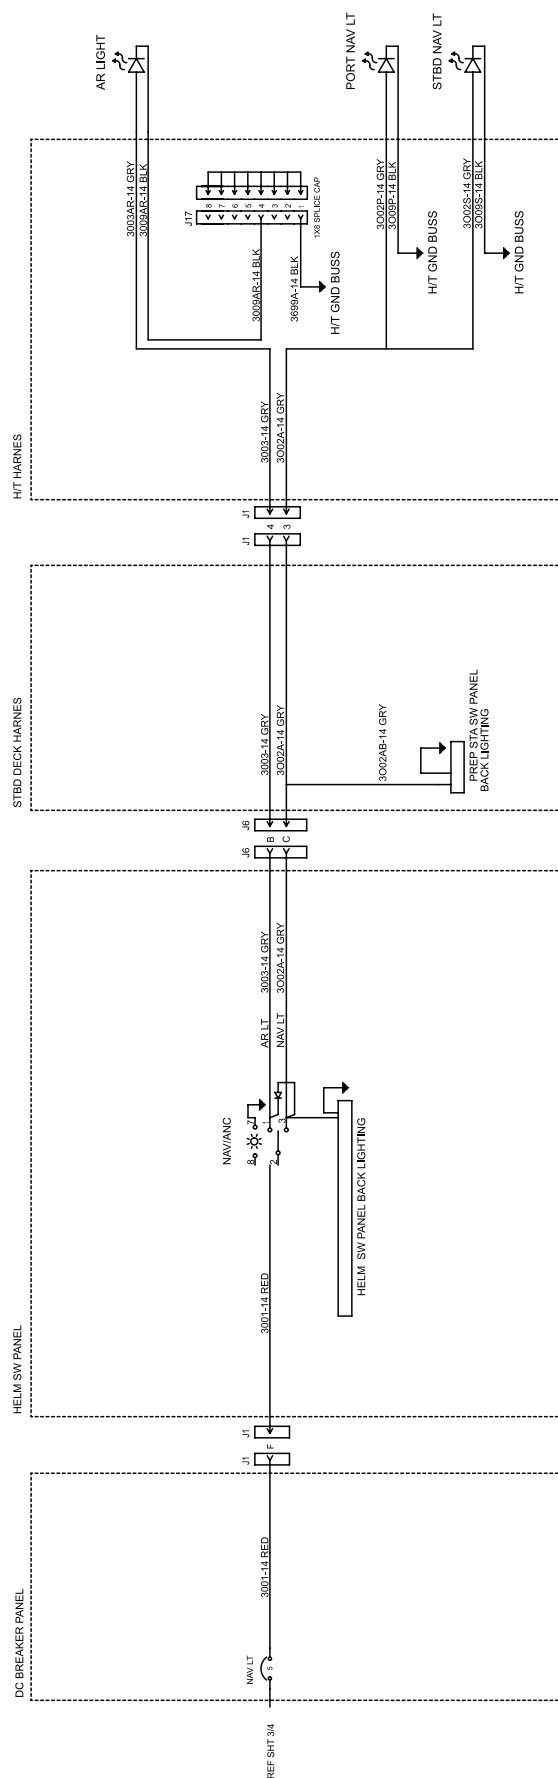 REF SHT 3/4
DC BREAKER PANEL
NAV LT
5
3001-14 RED
J1
J1
F
HELM SW PANEL
3001-14 RED
NAV/ANC
8
7
2
1
3
HELM SW PANEL BACK LIGHTING
AR LT
NAV LT
3003-14 GRY
3O02A-14 GRY
J6
J6
B
C
STBD DECK HARNES
3003-14 GRY
3O02A-14 GRY
3O02AB-14 GRY
PREP STA SW PANEL
BACK LIGHTING
J1
J1
4
3
H/T HARNES
3003-14 GRY
3O02A-14 GRY
3009AR-14 BLK
3699A-14 BLK
H/T GND BUSS
J17
8
7
6
5
4
3
2
1
1X8 SPLICE CAP
3003AR-14 GRY
3009AR-14 BLK
3O02P-14 GRY
3O09P-14 BLK
H/T GND BUSS
3O02S-14 GRY
3O09S-14 BLK
H/T GND BUSS
AR LIGHT
PORT NAV LT
STBD NAV LT